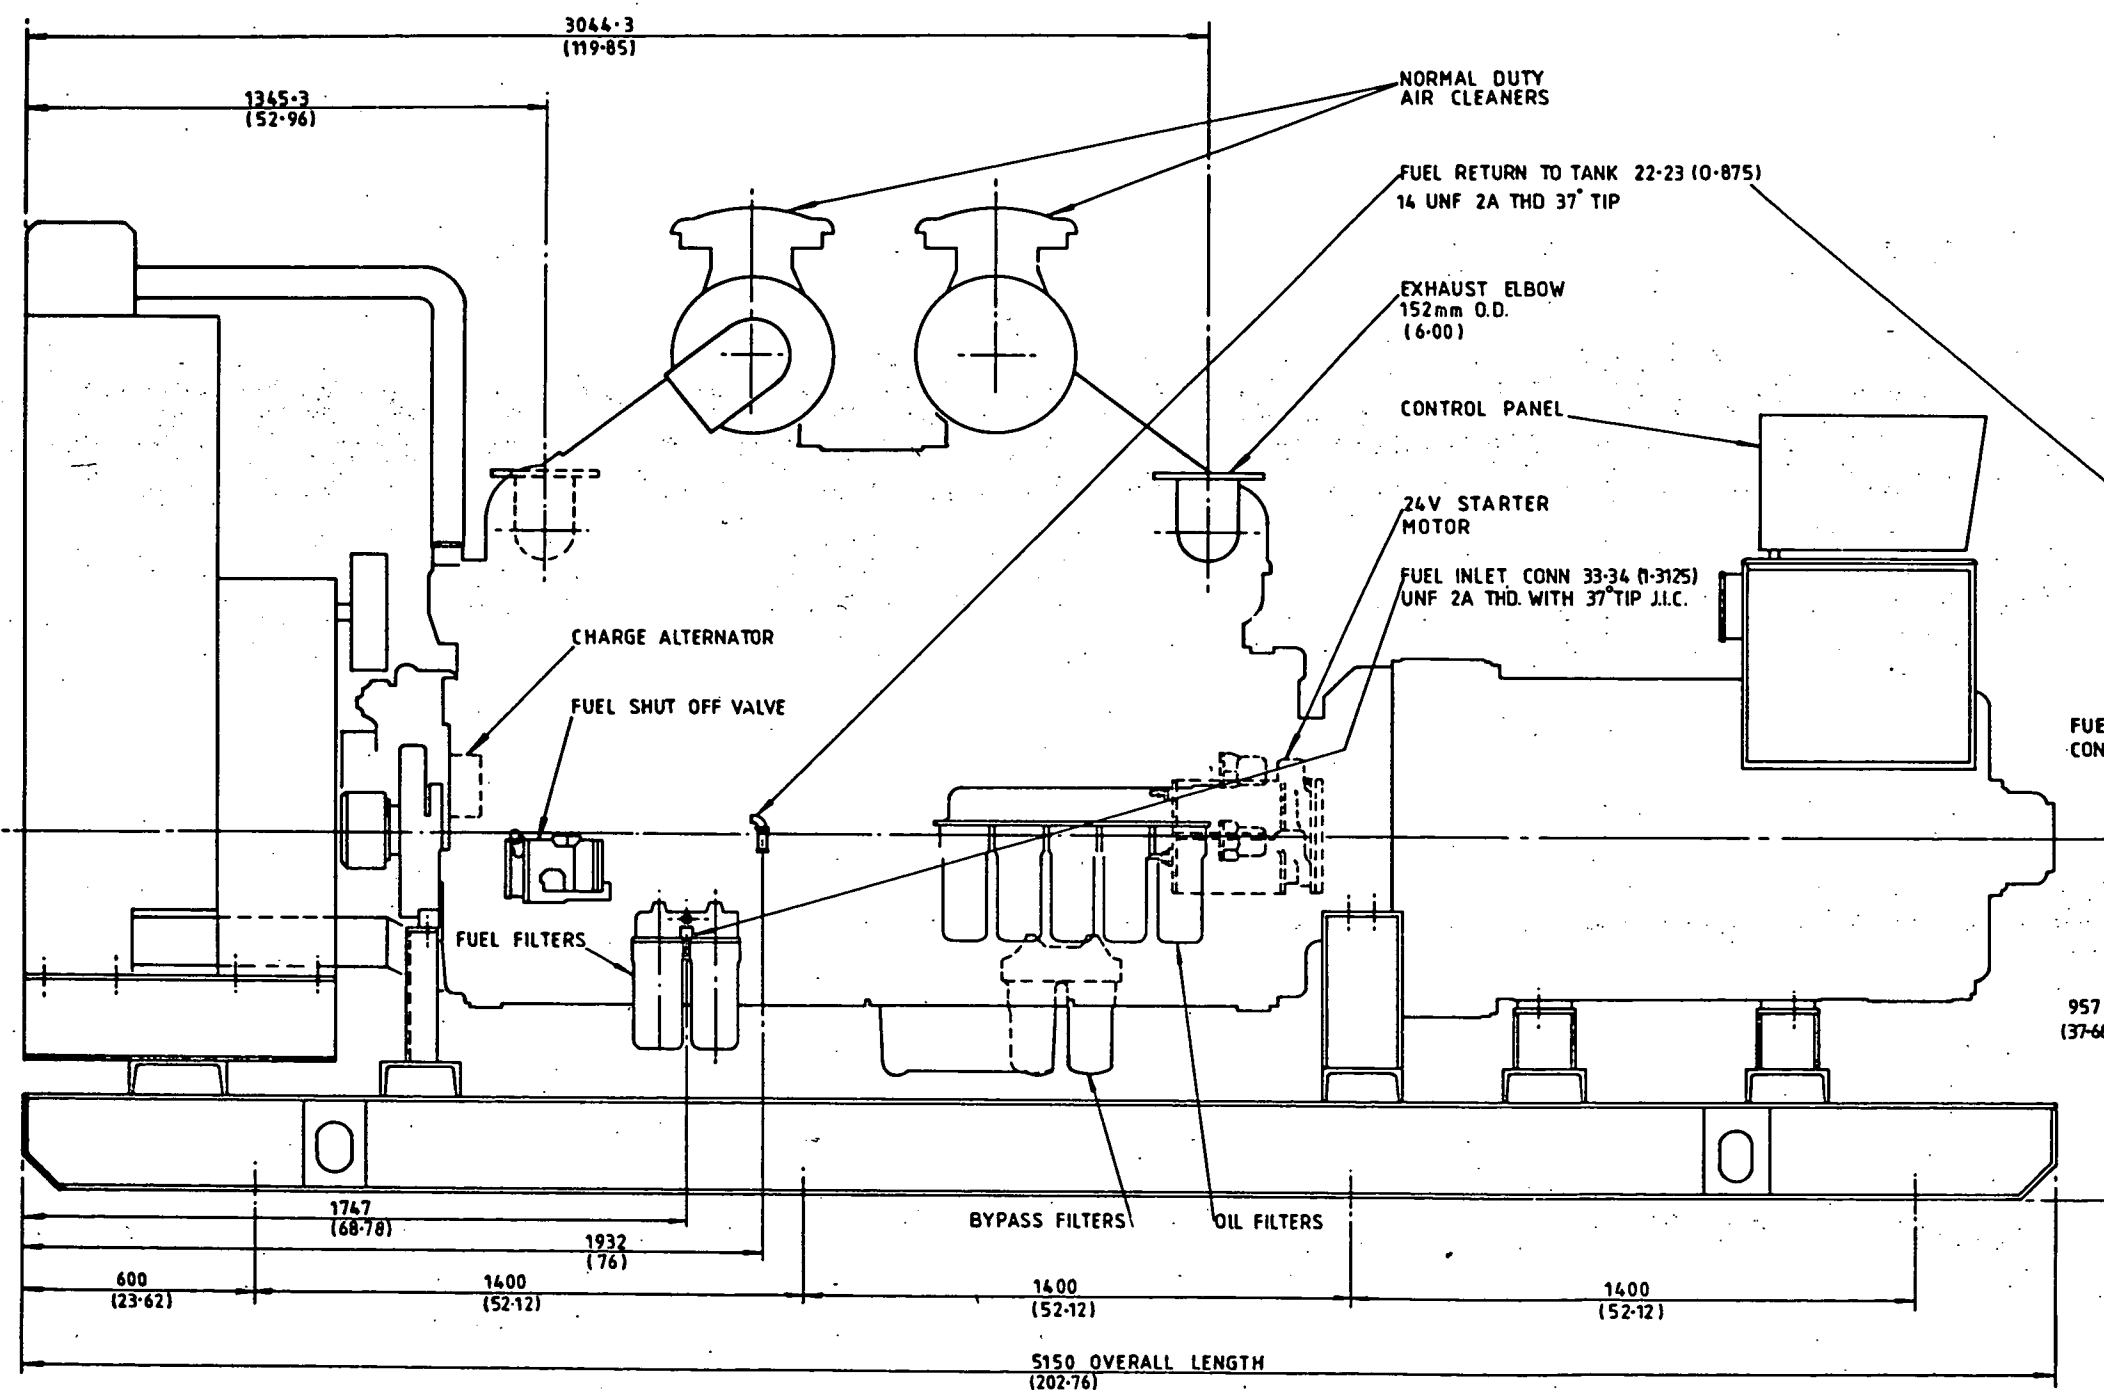 3044·3
(119·85)
1345·3
(52·96)
NORMAL DUTY
AIR CLEANERS
FUEL RETURN TO TANK 22·23 (0·875)
14 UNF 2A THD 37° TIP
EXHAUST ELBOW
152mm O.D.
(6·00)
CONTROL PANEL
24V STARTER
MOTOR
FUEL INLET CONN 33·34 (1·3125)
UNF 2A THD. WITH 37° TIP J.I.C.
CHARGE ALTERNATOR
FUEL SHUT OFF VALVE
FUE
CON
FUEL FILTERS
957
(37·6
BYPASS FILTERS
OIL FILTERS
1747
(68·78)
1932
(76)
600
(23·62)
1400
(52·12)
1400
(52·12)
1400
(52·12)
5150 OVERALL LENGTH
(202·76)